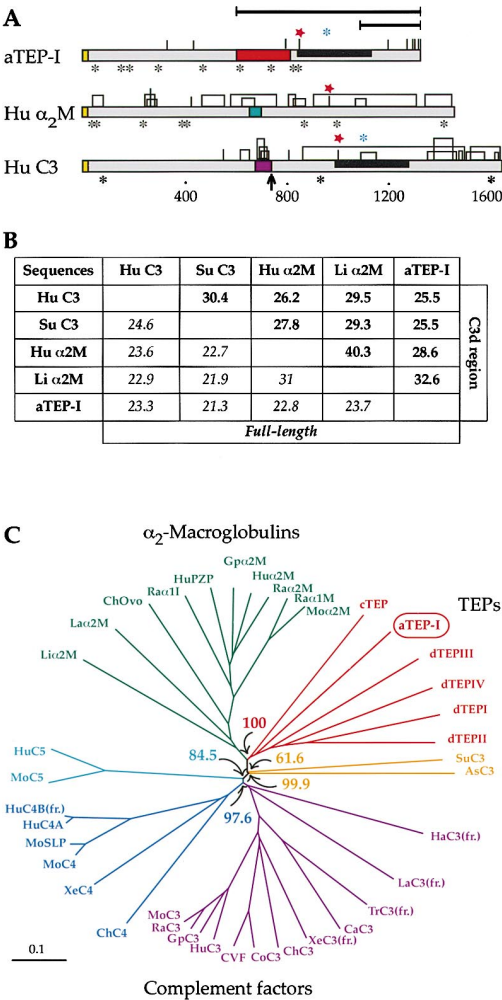 A
aTEP-I
* ** * * * * **
Hu α2M
** * ** * * *
Hu C3
* * *
400 800 1200 1600
B
Sequences Hu C3 Su C3 Hu α2M Li α2M aTEP-I
Hu C3 30.4 26.2 29.5 25.5
Su C3 24.6 27.8 29.3 25.5
Hu α2M 23.6 22.7 40.3 28.6
Li α2M 22.9 21.9 31 32.6
aTEP-I 23.3 21.3 22.8 23.7
C3d region
Full-length
C
α2-Macroglobulins
TEPs
Gpα2M
HuPZP
Huα2M
Rα1I
Raα2M
ChOvo
Raα1M
Moα2M
Laα2M
Liα2M
cTEP
aTEP-I
dTEPIII
dTEPIV
dTEPI
dTEPII
SuC3
AsC3
100
84.5
61.6
99.9
97.6
HuC5
MoC5
HuC4B(fr.)
HuC4A
MoSLP
MoC4
XeC4
ChC4
MoC3
RaC3
GpC3
HuC3
CVF
CoC3
ChC3
XeC3(fr.)
CaC3
TrC3(fr.)
LaC3(fr.)
HaC3(fr.)
0.1
Complement factors